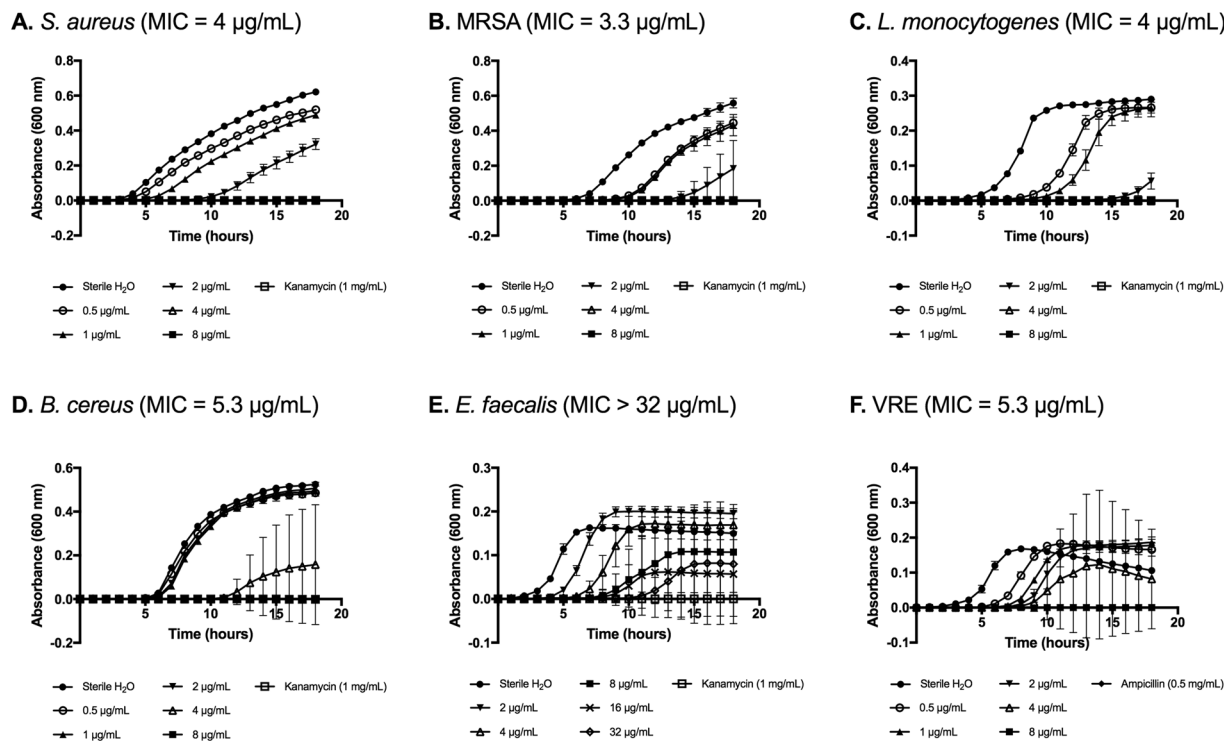 A. S. aureus (MIC = 4 µg/mL)
Absorbance (600 nm)
0.8
0.6
0.4
0.2
0.0
-0.2
5 10 15 20
Time (hours)
Sterile H₂O
0.5 µg/mL
1 µg/mL
2 µg/mL
4 µg/mL
8 µg/mL
Kanamycin (1 mg/mL)
B. MRSA (MIC = 3.3 µg/mL)
Absorbance (600 nm)
0.8
0.6
0.4
0.2
0.0
-0.2
5 10 15 20
Time (hours)
Sterile H₂O
0.5 µg/mL
1 µg/mL
2 µg/mL
4 µg/mL
8 µg/mL
Kanamycin (1 mg/mL)
C. L. monocytogenes (MIC = 4 µg/mL)
Absorbance (600 nm)
0.4
0.3
0.2
0.1
0.0
-0.1
5 10 15 20
Time (hours)
Sterile H₂O
0.5 µg/mL
1 µg/mL
2 µg/mL
4 µg/mL
8 µg/mL
Kanamycin (1 mg/mL)
D. B. cereus (MIC = 5.3 µg/mL)
Absorbance (600 nm)
0.6
0.4
0.2
0.0
-0.2
5 10 15 20
Time (hours)
Sterile H₂O
0.5 µg/mL
1 µg/mL
2 µg/mL
4 µg/mL
8 µg/mL
Kanamycin (1 mg/mL)
E. E. faecalis (MIC > 32 µg/mL)
Absorbance (600 nm)
0.3
0.2
0.1
0.0
-0.1
5 10 15 20
Time (hours)
Sterile H₂O
2 µg/mL
4 µg/mL
8 µg/mL
16 µg/mL
32 µg/mL
Kanamycin (1 mg/mL)
F. VRE (MIC = 5.3 µg/mL)
Absorbance (600 nm)
0.4
0.3
0.2
0.1
0.0
-0.1
5 10 15 20
Time (hours)
Sterile H₂O
0.5 µg/mL
1 µg/mL
2 µg/mL
4 µg/mL
8 µg/mL
Ampicillin (0.5 mg/mL)